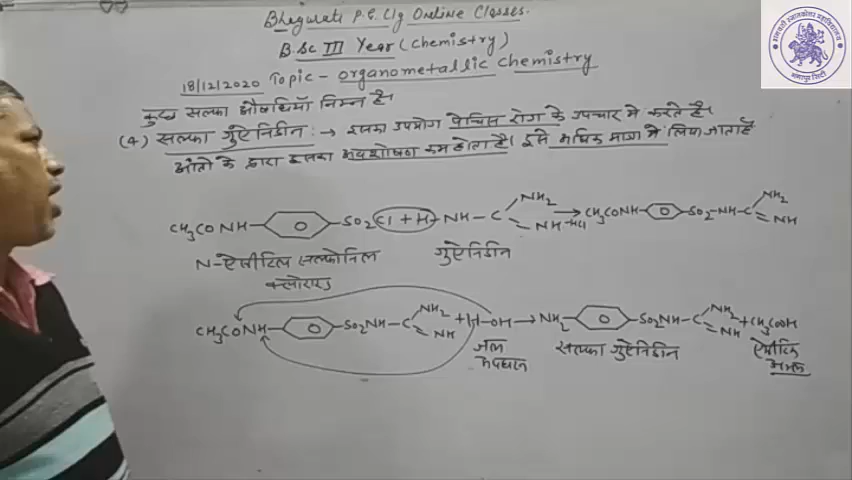 Bhagwati P.G. Clg Online Classes.
B.Sc III Year (Chemistry)
18/12/2020 Topic - Organometallic Chemistry
कुछ सल्फा औषधियाँ निम्न है।
(4) सल्फा गुऐनिडीन :→ इसका उपयोग पेचिस रोग के उपचार मे करते है।
आंतो के द्वारा इसका अवशोषण कम होता है। इसे अधिक मात्रा मे लिया जाता है
CH3CONH SO2 Cl + H NH-C NH2 NH -HCl → CH3CONH SO2-NH-C NH2 NH
N-ऐसीटिल सल्फोनिल गुऐनिडीन
क्लोराइड
CH3CONH SO2NH-C NH2 NH + H-OH → NH2 SO2NH-C NH2 NH + CH3COOH
जल सल्फा गुऐनिडीन ऐसीटिक
अपघटन अम्ल